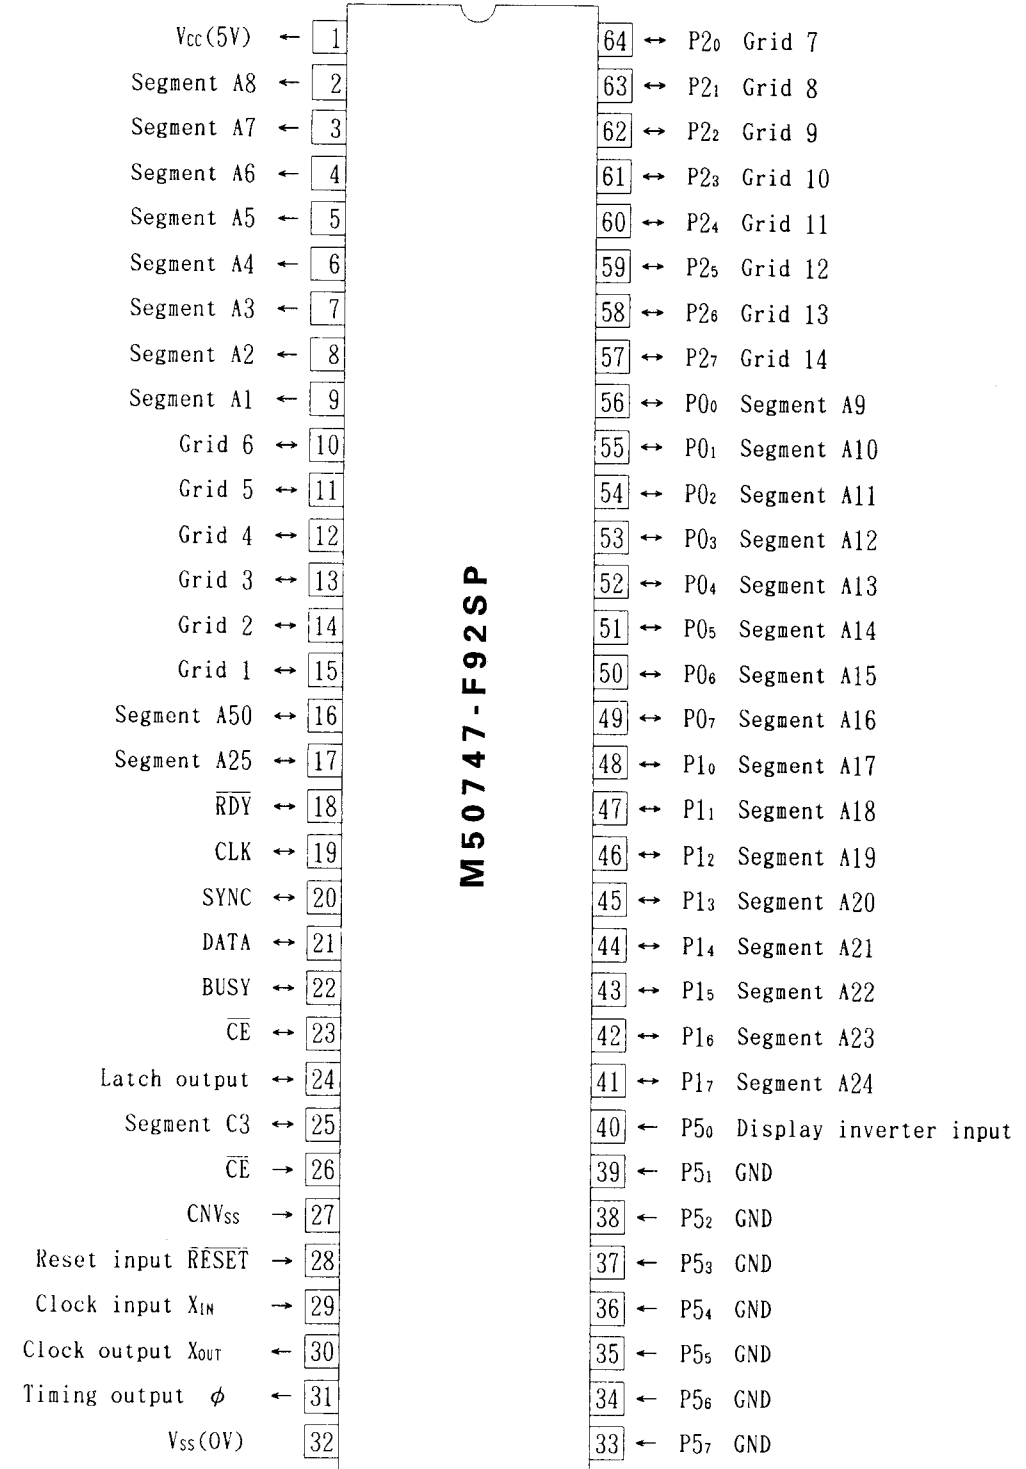 Vcc(5V) ← 1
Segment A8 ← 2
Segment A7 ← 3
Segment A6 ← 4
Segment A5 ← 5
Segment A4 ← 6
Segment A3 ← 7
Segment A2 ← 8
Segment A1 ← 9
Grid 6 ↔ 10
Grid 5 ↔ 11
Grid 4 ↔ 12
Grid 3 ↔ 13
Grid 2 ↔ 14
Grid 1 ↔ 15
Segment A50 ↔ 16
Segment A25 ↔ 17
R̅D̅Y̅ ↔ 18
CLK ↔ 19
SYNC ↔ 20
DATA ↔ 21
BUSY ↔ 22
C̅E̅ ↔ 23
Latch output ↔ 24
Segment C3 ↔ 25
C̅E̅ → 26
CNVss → 27
Reset input R̅E̅S̅E̅T̅ → 28
Clock input XIN → 29
Clock output XOUT ← 30
Timing output ϕ ← 31
Vss(0V) 32
M50747-F92SP
64 ↔ P2₀ Grid 7
63 ↔ P2₁ Grid 8
62 ↔ P2₂ Grid 9
61 ↔ P2₃ Grid 10
60 ↔ P2₄ Grid 11
59 ↔ P2₅ Grid 12
58 ↔ P2₆ Grid 13
57 ↔ P2₇ Grid 14
56 ↔ P0₀ Segment A9
55 ↔ P0₁ Segment A10
54 ↔ P0₂ Segment A11
53 ↔ P0₃ Segment A12
52 ↔ P0₄ Segment A13
51 ↔ P0₅ Segment A14
50 ↔ P0₆ Segment A15
49 ↔ P0₇ Segment A16
48 ↔ P1₀ Segment A17
47 ↔ P1₁ Segment A18
46 ↔ P1₂ Segment A19
45 ↔ P1₃ Segment A20
44 ↔ P1₄ Segment A21
43 ↔ P1₅ Segment A22
42 ↔ P1₆ Segment A23
41 ↔ P1₇ Segment A24
40 ← P5₀ Display inverter input
39 ← P5₁ GND
38 ← P5₂ GND
37 ← P5₃ GND
36 ← P5₄ GND
35 ← P5₅ GND
34 ← P5₆ GND
33 ← P5₇ GND